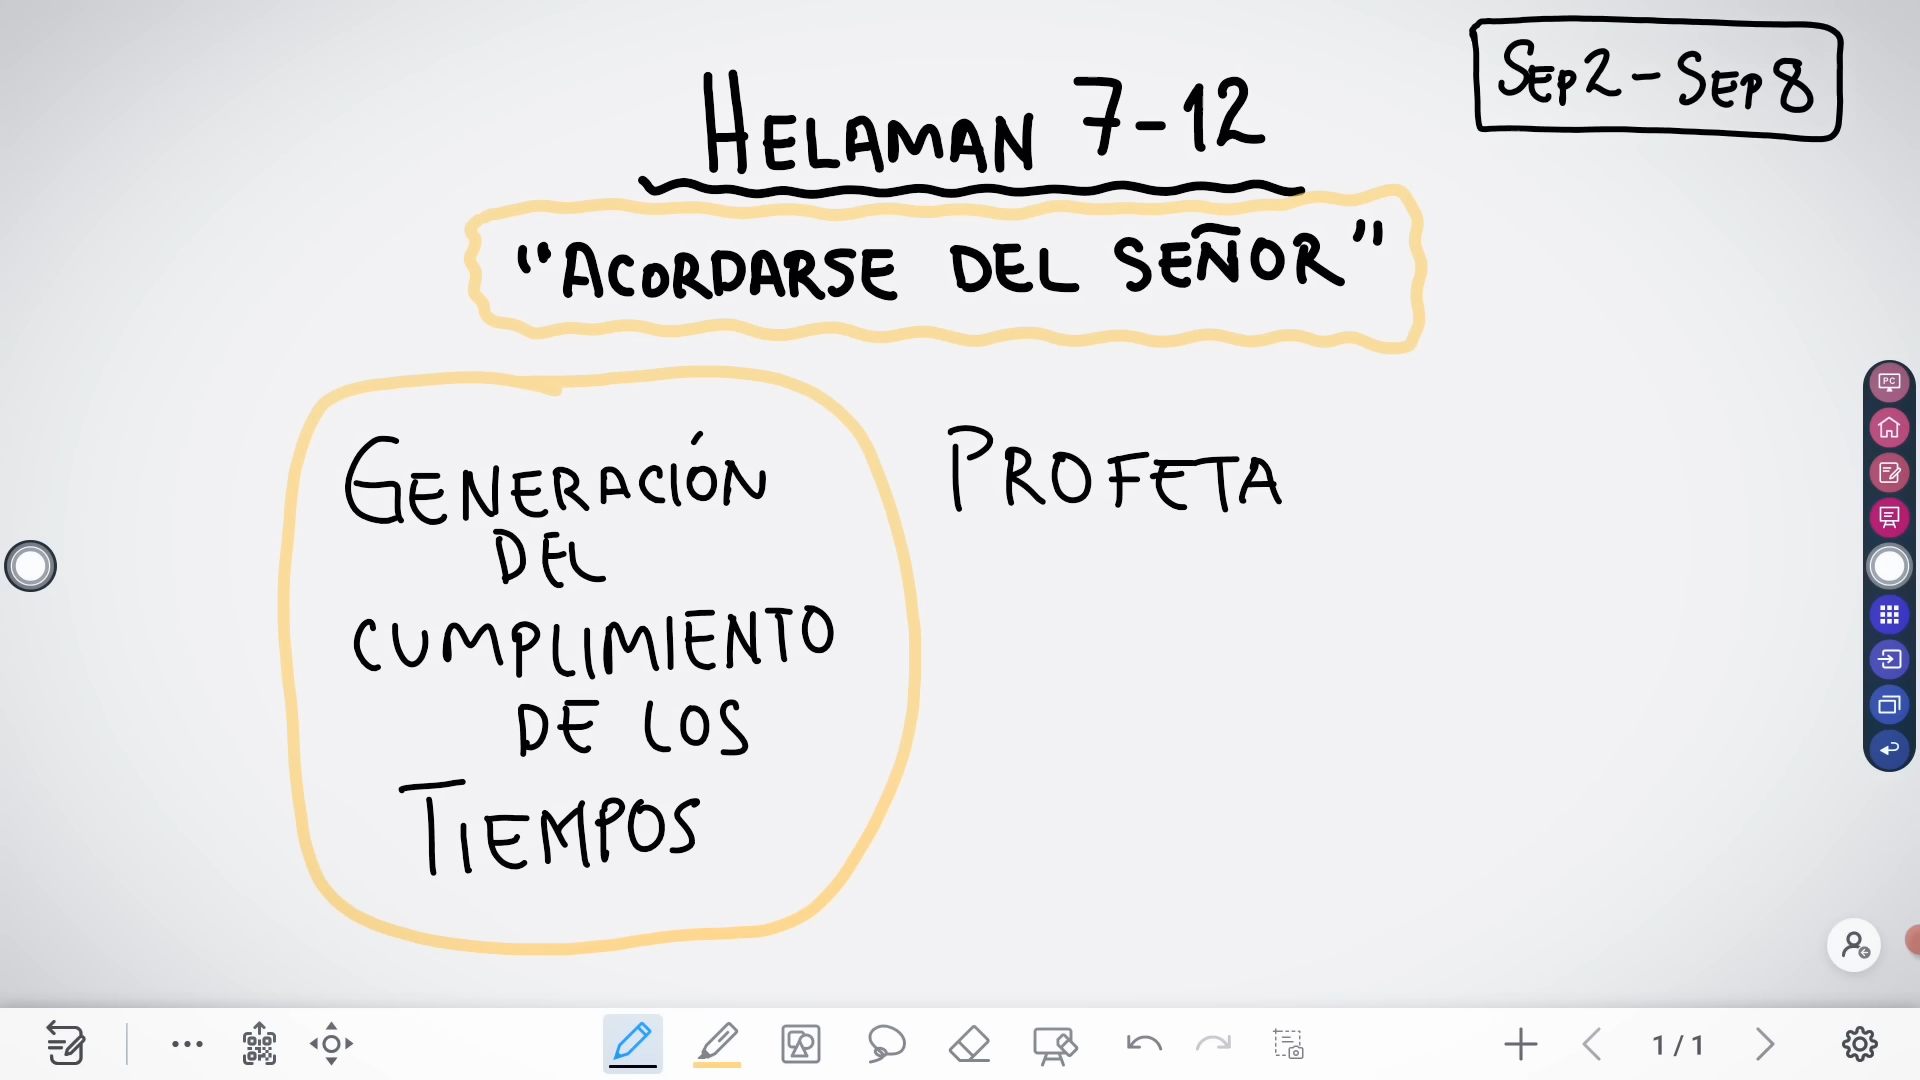 SEP 2 - SEP 8
HELAMAN 7-12
"ACORDARSE DEL SEÑOR"
GENERACIÓN
DEL
CUMPLIMIENTO
DE LOS
TIEMPOS
PROFETA
PC
1 / 1